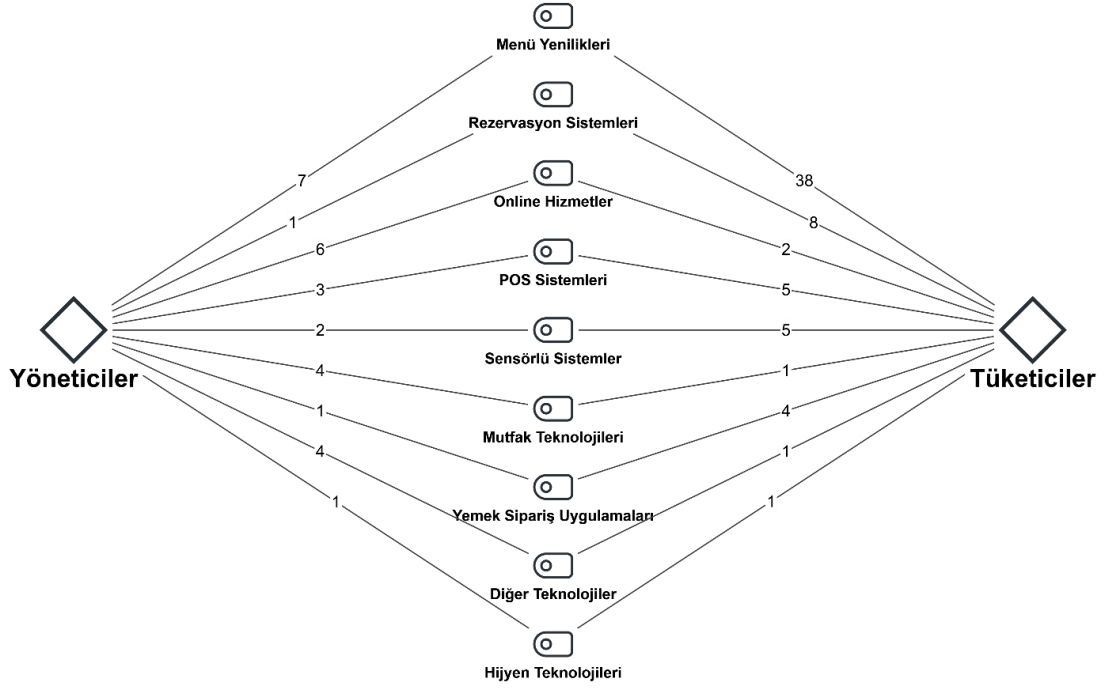 Menü Yenilikleri
Rezervasyon Sistemleri
7
38
1
8
Online Hizmetler
6
2
POS Sistemleri
3
5
2
5
Sensörlü Sistemler
Yöneticiler
Tüketiciler
4
1
1
4
Mutfak Teknolojileri
4
1
1
1
Yemek Sipariş Uygulamaları
Diğer Teknolojiler
Hijyen Teknolojileri